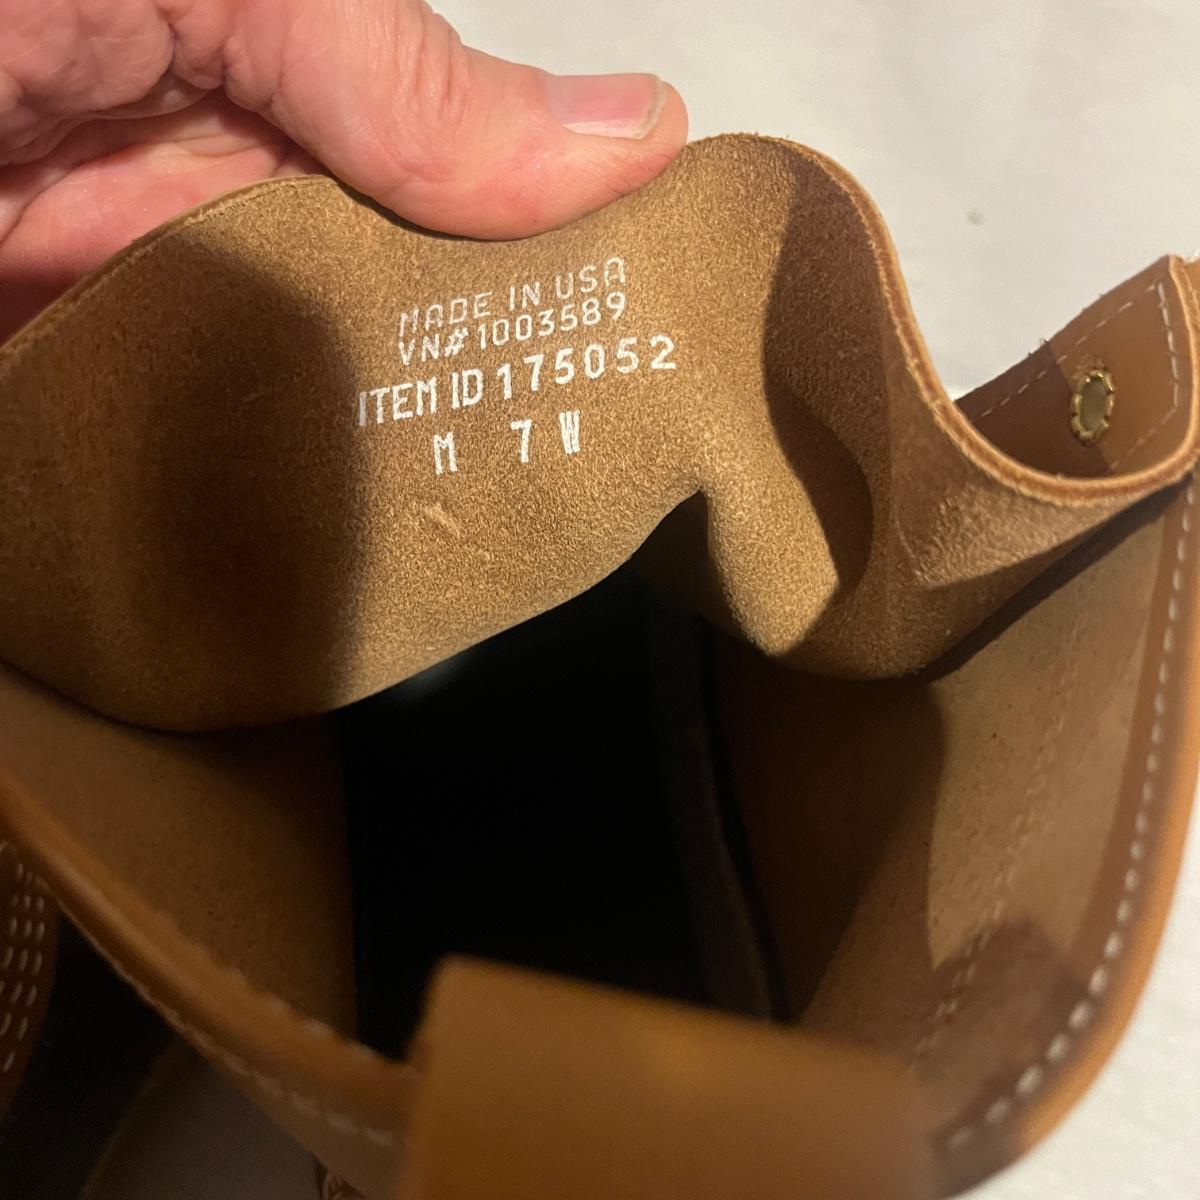 MADE IN USA
VN#1003589
ITEM ID 175052
M 7 W